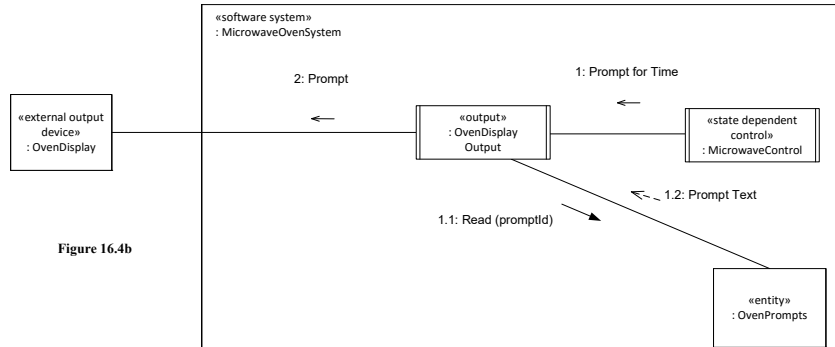 «software system»
: MicrowaveOvenSystem
2: Prompt
1: Prompt for Time
«external output
device»
: OvenDisplay
«output»
: OvenDisplay
Output
«state dependent
control»
: MicrowaveControl
1.2: Prompt Text
1.1: Read (promptId)
Figure 16.4b
«entity»
: OvenPrompts